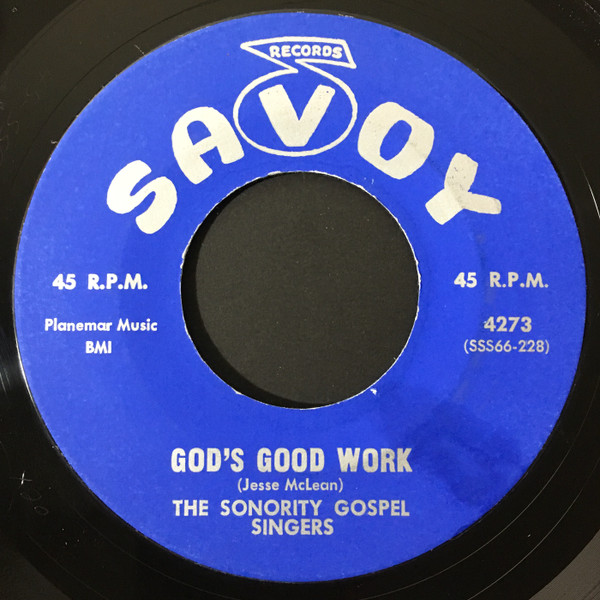 RECORDS
SAVOY
45 R.P.M.
Planemar Music
BMI
45 R.P.M.
4273
(SSS66-228)
GOD'S GOOD WORK
(Jesse McLean)
THE SONORITY GOSPEL
SINGERS